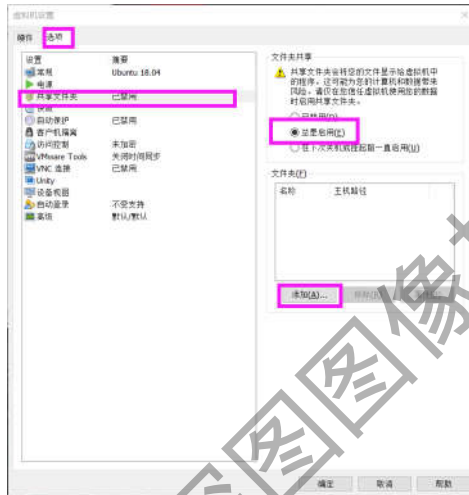 虚拟机设置
硬件 选项
设置 摘要
常规 Ubuntu 18.04
电源
共享文件夹 已禁用
快照
自动保护 已禁用
客户机隔离
访问控制 未加密
VMware Tools 关闭时间同步
VNC 连接 已禁用
Unity
设备视图
自动登录 不受支持
高级 默认/默认
文件夹共享
共享文件夹会将您的文件显示给虚拟机中
的程序。这可能为您的计算机和数据带来
风险。请仅在您信任虚拟机使用您的数据
时启用共享文件夹。
已禁用(D)
总是启用(E)
在下次关机或挂起前一直启用(U)
文件夹(F)
名称 主机路径
添加(A)... 移除(R)
确定 取消 帮助
图图像